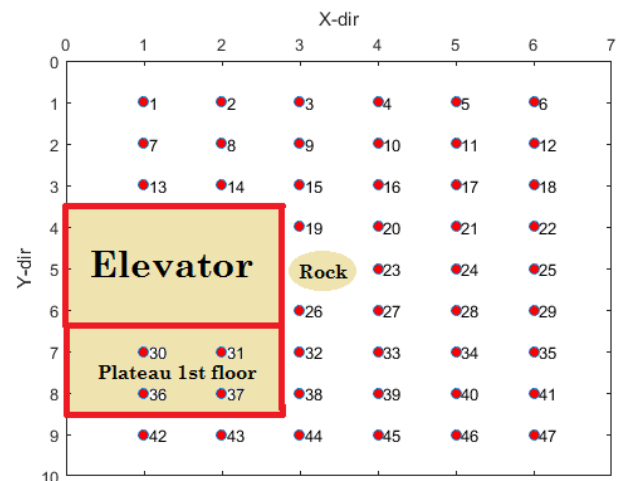 X-dir
0 1 2 3 4 5 6 7
0
1 1 2 3 4 5 6
2 7 8 9 10 11 12
3 13 14 15 16 17 18
4 19 20 21 22
Elevator
Y-dir
5 Rock 23 24 25
6 26 27 28 29
7 30 31 32 33 34 35
Plateau 1st floor
8 36 37 38 39 40 41
9 42 43 44 45 46 47
10